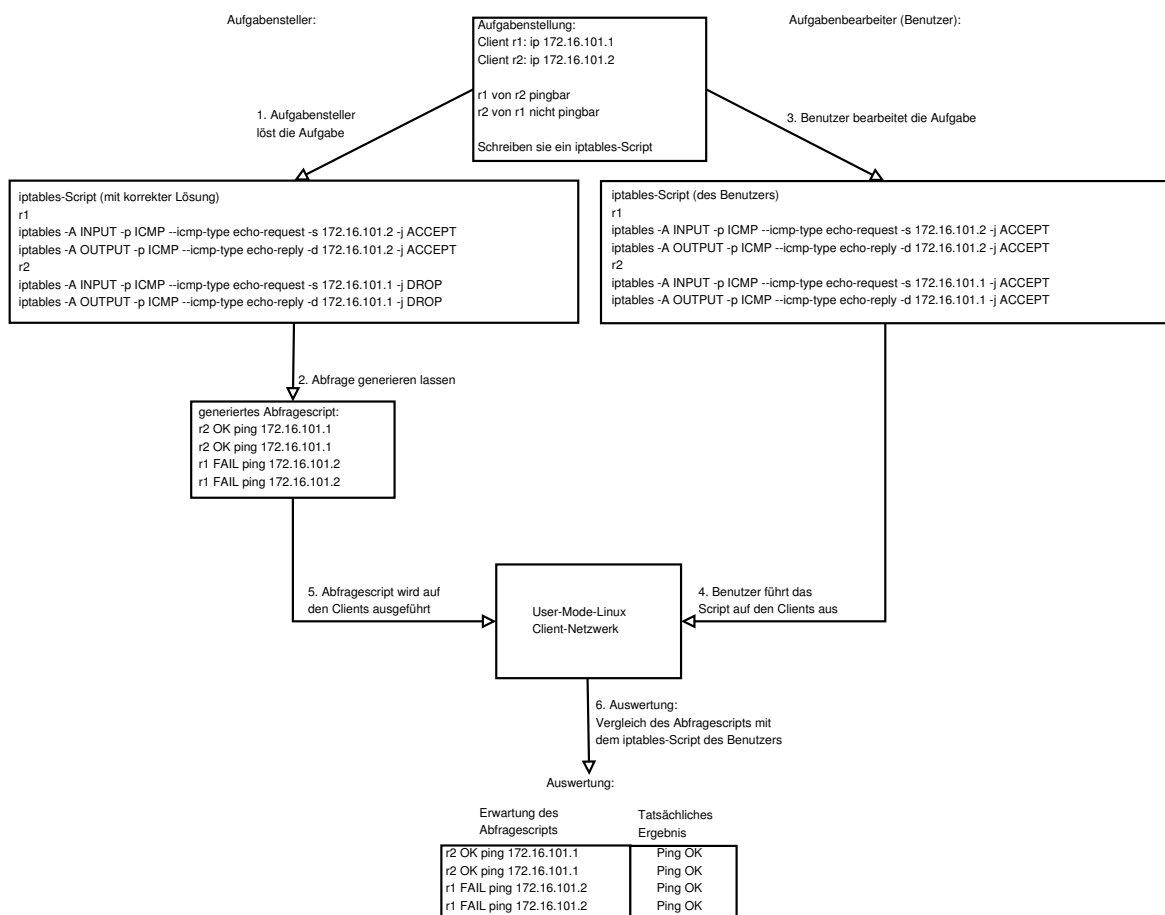 Aufgabensteller:
Aufgabenbearbeiter (Benutzer):
Aufgabenstellung:
Client r1: ip 172.16.101.1
Client r2: ip 172.16.101.2
r1 von r2 pingbar
r2 von r1 nicht pingbar
Schreiben sie ein iptables-Script
1. Aufgabensteller
löst die Aufgabe
3. Benutzer bearbeitet die Aufgabe
iptables-Script (mit korrekter Lösung)
r1
iptables -A INPUT -p ICMP --icmp-type echo-request -s 172.16.101.2 -j ACCEPT
iptables -A OUTPUT -p ICMP --icmp-type echo-reply -d 172.16.101.2 -j ACCEPT
r2
iptables -A INPUT -p ICMP --icmp-type echo-request -s 172.16.101.1 -j DROP
iptables -A OUTPUT -p ICMP --icmp-type echo-reply -d 172.16.101.1 -j DROP
iptables-Script (des Benutzers)
r1
iptables -A INPUT -p ICMP --icmp-type echo-request -s 172.16.101.2 -j ACCEPT
iptables -A OUTPUT -p ICMP --icmp-type echo-reply -d 172.16.101.2 -j ACCEPT
r2
iptables -A INPUT -p ICMP --icmp-type echo-request -s 172.16.101.1 -j ACCEPT
iptables -A OUTPUT -p ICMP --icmp-type echo-reply -d 172.16.101.1 -j ACCEPT
2. Abfrage generieren lassen
generiertes Abfragescript:
r2 OK ping 172.16.101.1
r2 OK ping 172.16.101.1
r1 FAIL ping 172.16.101.2
r1 FAIL ping 172.16.101.2
5. Abfragescript wird auf
den Clients ausgeführt
User-Mode-Linux
Client-Netzwerk
4. Benutzer führt das
Script auf den Clients aus
6. Auswertung:
Vergleich des Abfragescripts mit
dem iptables-Script des Benutzers
Auswertung:
Erwartung des
Abfragescripts
Tatsächliches
Ergebnis
r2 OK ping 172.16.101.1 Ping OK
r2 OK ping 172.16.101.1 Ping OK
r1 FAIL ping 172.16.101.2 Ping OK
r1 FAIL ping 172.16.101.2 Ping OK